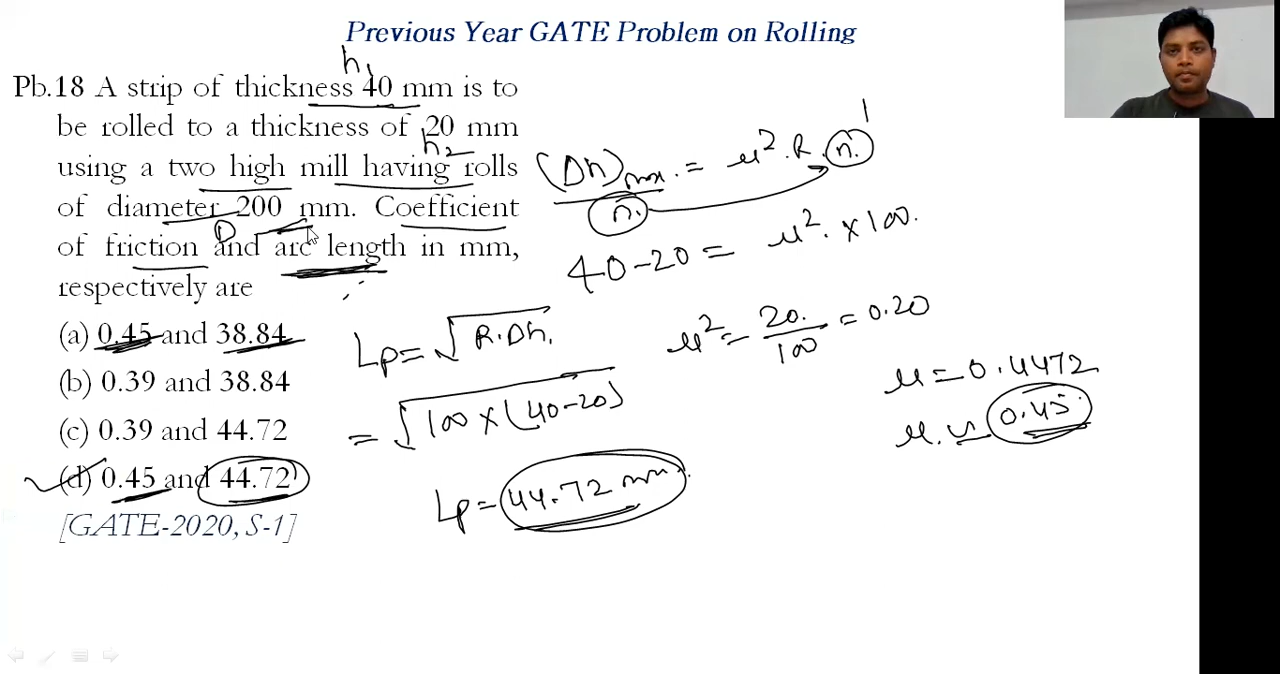 Previous Year GATE Problem on Rolling
h1
Pb.18 A strip of thickness 40 mm is to
be rolled to a thickness of 20 mm
h2
using a two high mill having rolls
of diameter 200 mm. Coefficient
D
of friction and arc length in mm,
respectively are
(a) 0.45 and 38.84
(b) 0.39 and 38.84
(c) 0.39 and 44.72
(d) 0.45 and 44.72
[GATE-2020, S-1]
(Δh)max. = μ². R. n. 1
n.
40-20 = μ². × 100.
μ² = 20. / 100 = 0.20
μ = 0.4472
μ. ≈ 0.45.
Lp = √R.Δh.
= √100 × (40-20)
Lp = 44.72 mm.